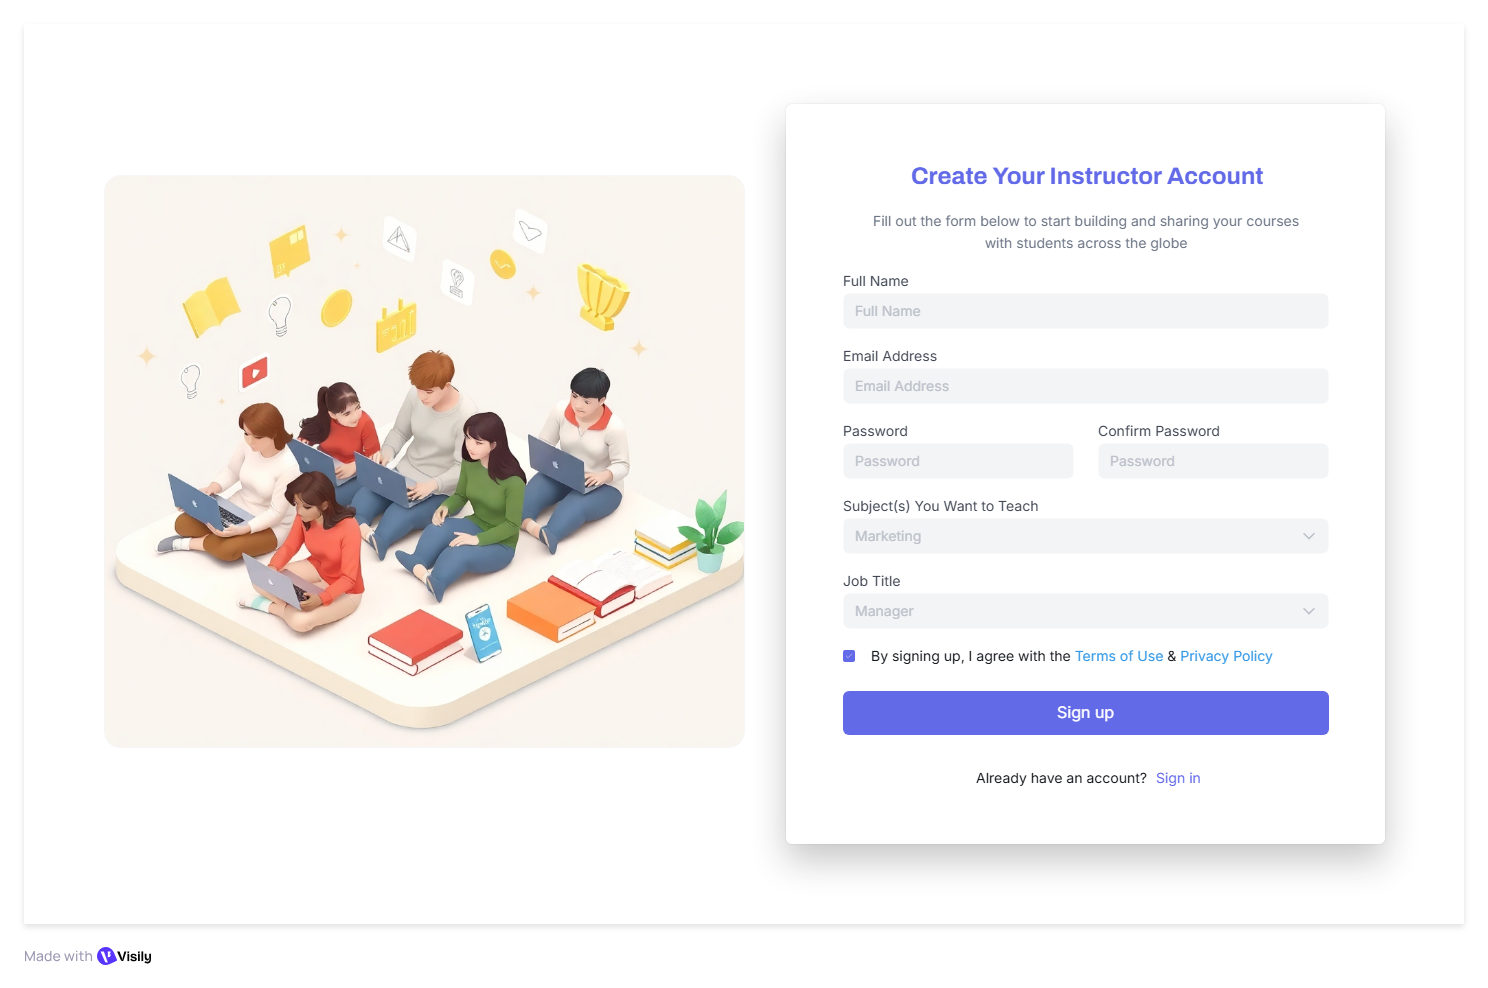 Create Your Instructor Account
Fill out the form below to start building and sharing your courses
with students across the globe
Full Name
Full Name
Email Address
Email Address
Password
Confirm Password
Password
Password
Subject(s) You Want to Teach
Marketing
Job Title
Manager
By signing up, I agree with the Terms of Use & Privacy Policy
Sign up
Already have an account? Sign in
Made with Visily